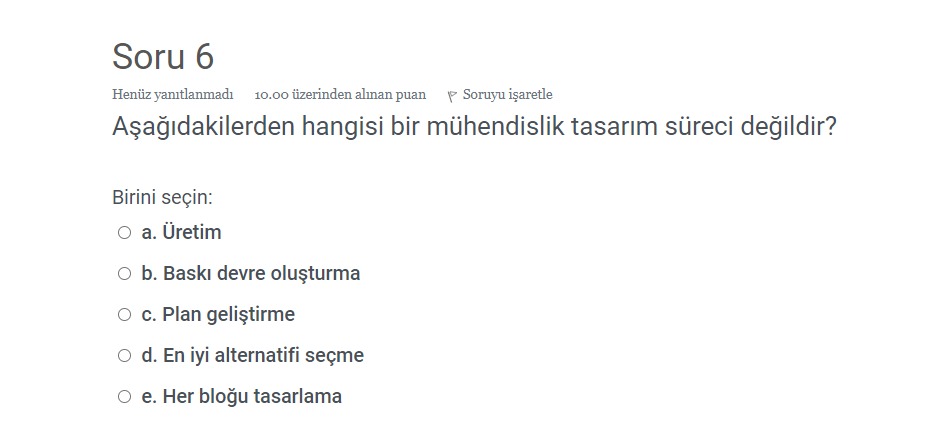 Soru 6
Henüz yanıtlanmadı 10.00 üzerinden alınan puan Soruyu işaretle
Aşağıdakilerden hangisi bir mühendislik tasarım süreci değildir?
Birini seçin:
a. Üretim
b. Baskı devre oluşturma
c. Plan geliştirme
d. En iyi alternatifi seçme
e. Her bloğu tasarlama